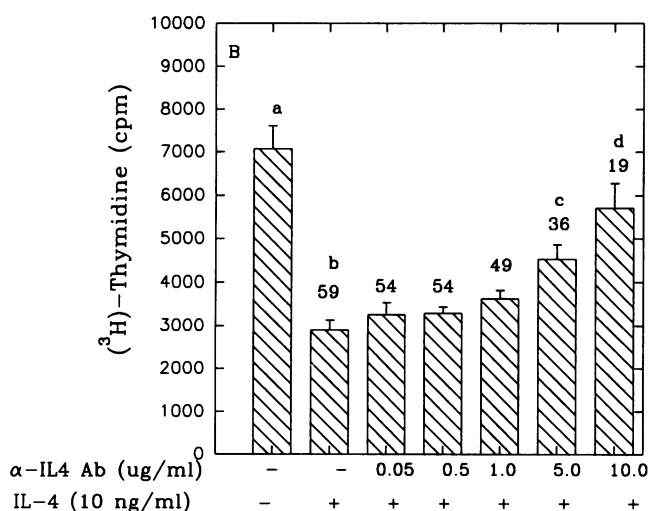 10000
B
9000
8000
a
7000
d
19
6000
c
36
5000
49
4000
b
59
54
54
3000
2000
1000
0
(³H)-Thymidine (cpm)
α-IL4 Ab (ug/ml) - - 0.05 0.5 1.0 5.0 10.0
IL-4 (10 ng/ml) - + + + + + +